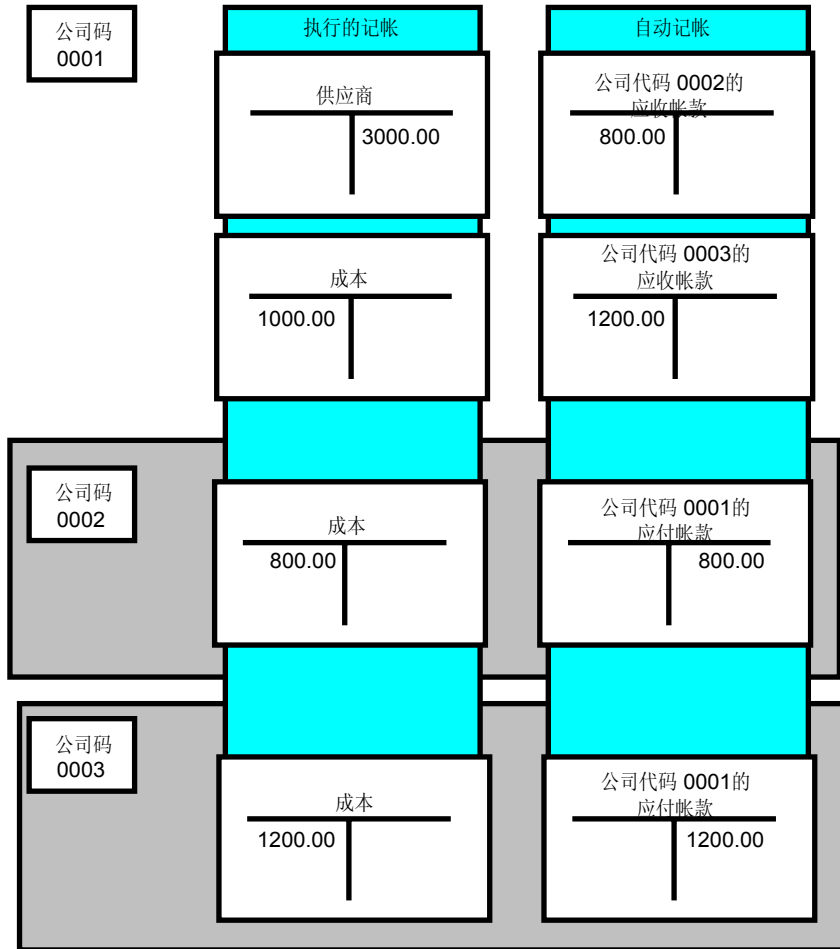 公司码
0001
执行的记帐
自动记帐
供应商
3000.00
公司代码 0002的
应收帐款
800.00
成本
1000.00
公司代码 0003的
应收帐款
1200.00
公司码
0002
成本
800.00
公司代码 0001的
应付帐款
800.00
公司码
0003
成本
1200.00
公司代码 0001的
应付帐款
1200.00